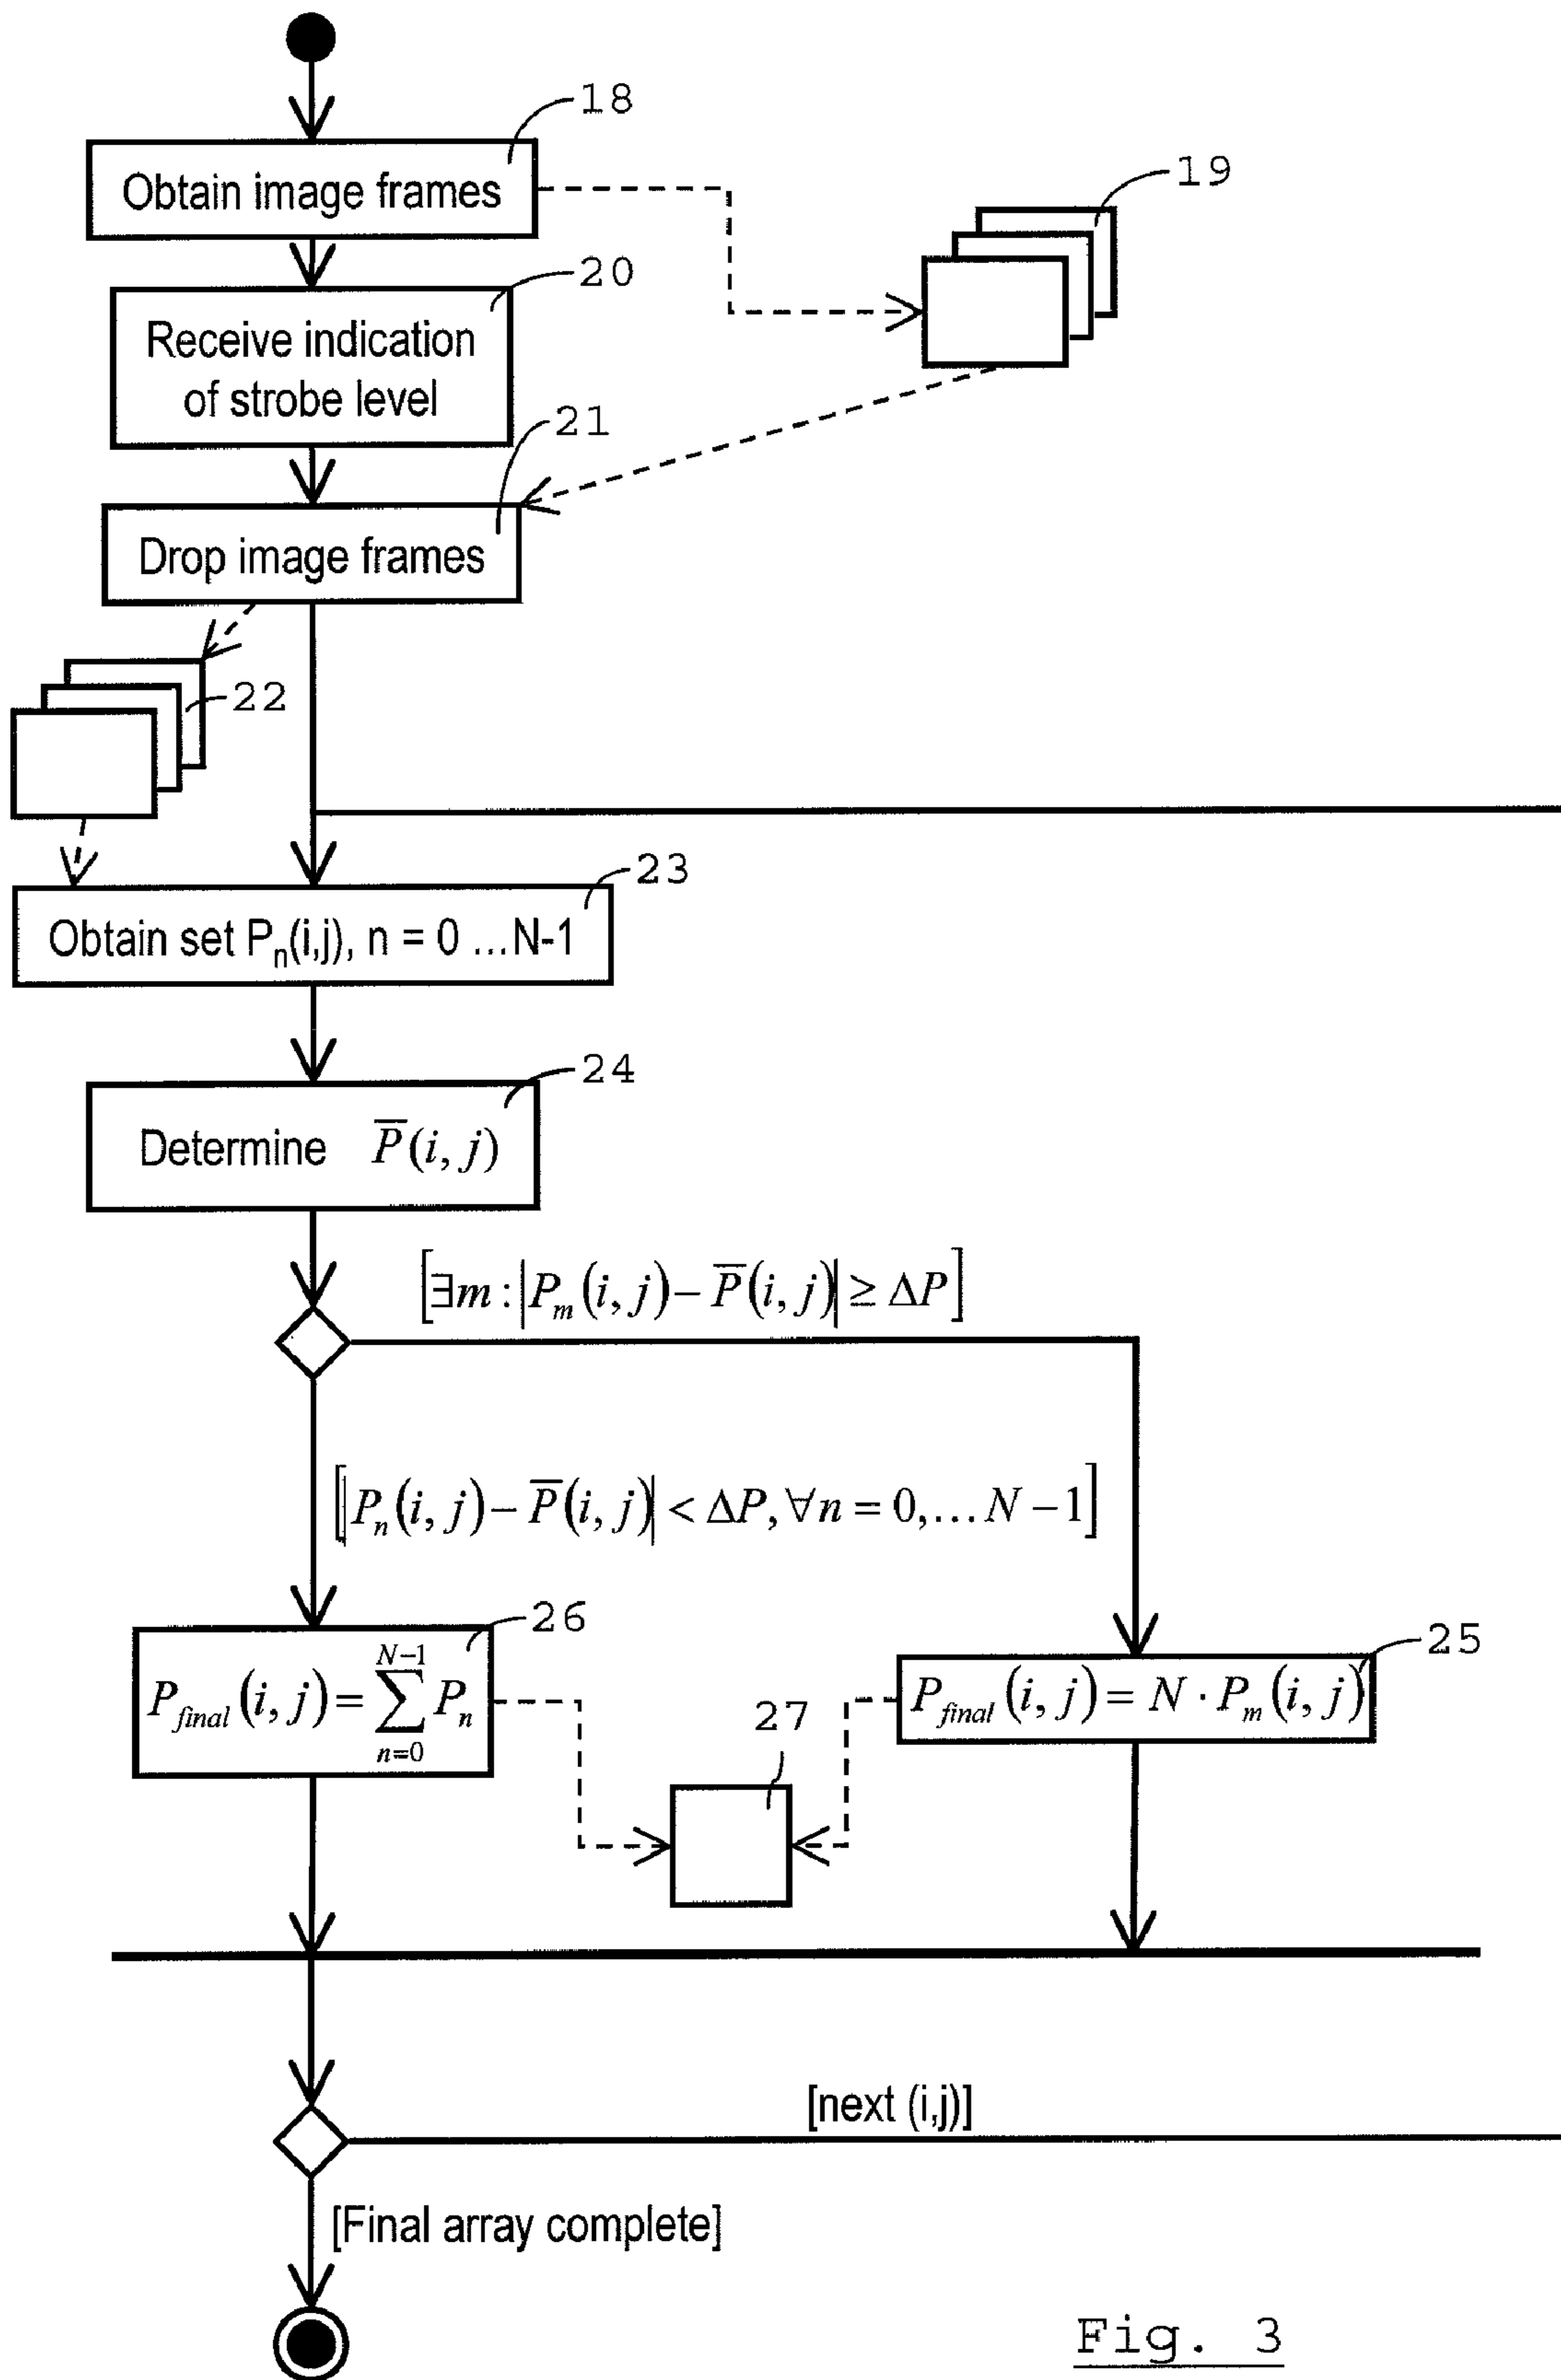 18
Obtain image frames
19
20
Receive indication
of strobe level
21
Drop image frames
22
23
Obtain set Pₙ(i,j), n = 0 ...N-1
24
Determine P̅(i, j)
[∃m : |Pₘ(i, j) − P̅(i, j)| ≥ ΔP]
[|Pₙ(i, j) − P̅(i, j)| < ΔP, ∀n = 0,... N − 1]
26
P_final (i, j) = ∑_{n=0}^{N−1} Pₙ
25
P_final (i, j) = N · Pₘ(i, j)
27
[next (i,j)]
[Final array complete]
Fig. 3